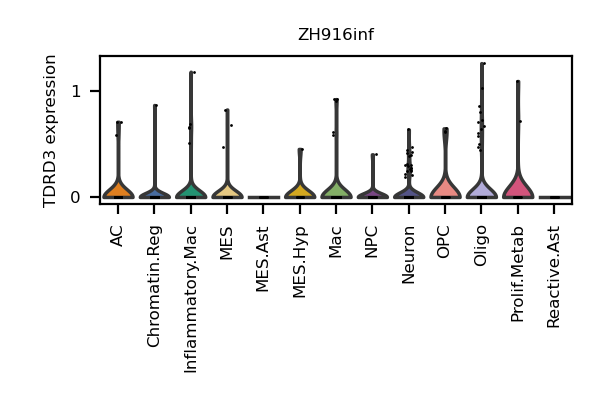 ZH916inf
TDRD3 expression
1
0
AC
Chromatin.Reg
Inflammatory.Mac
MES
MES.Ast
MES.Hyp
Mac
NPC
Neuron
OPC
Oligo
Prolif.Metab
Reactive.Ast